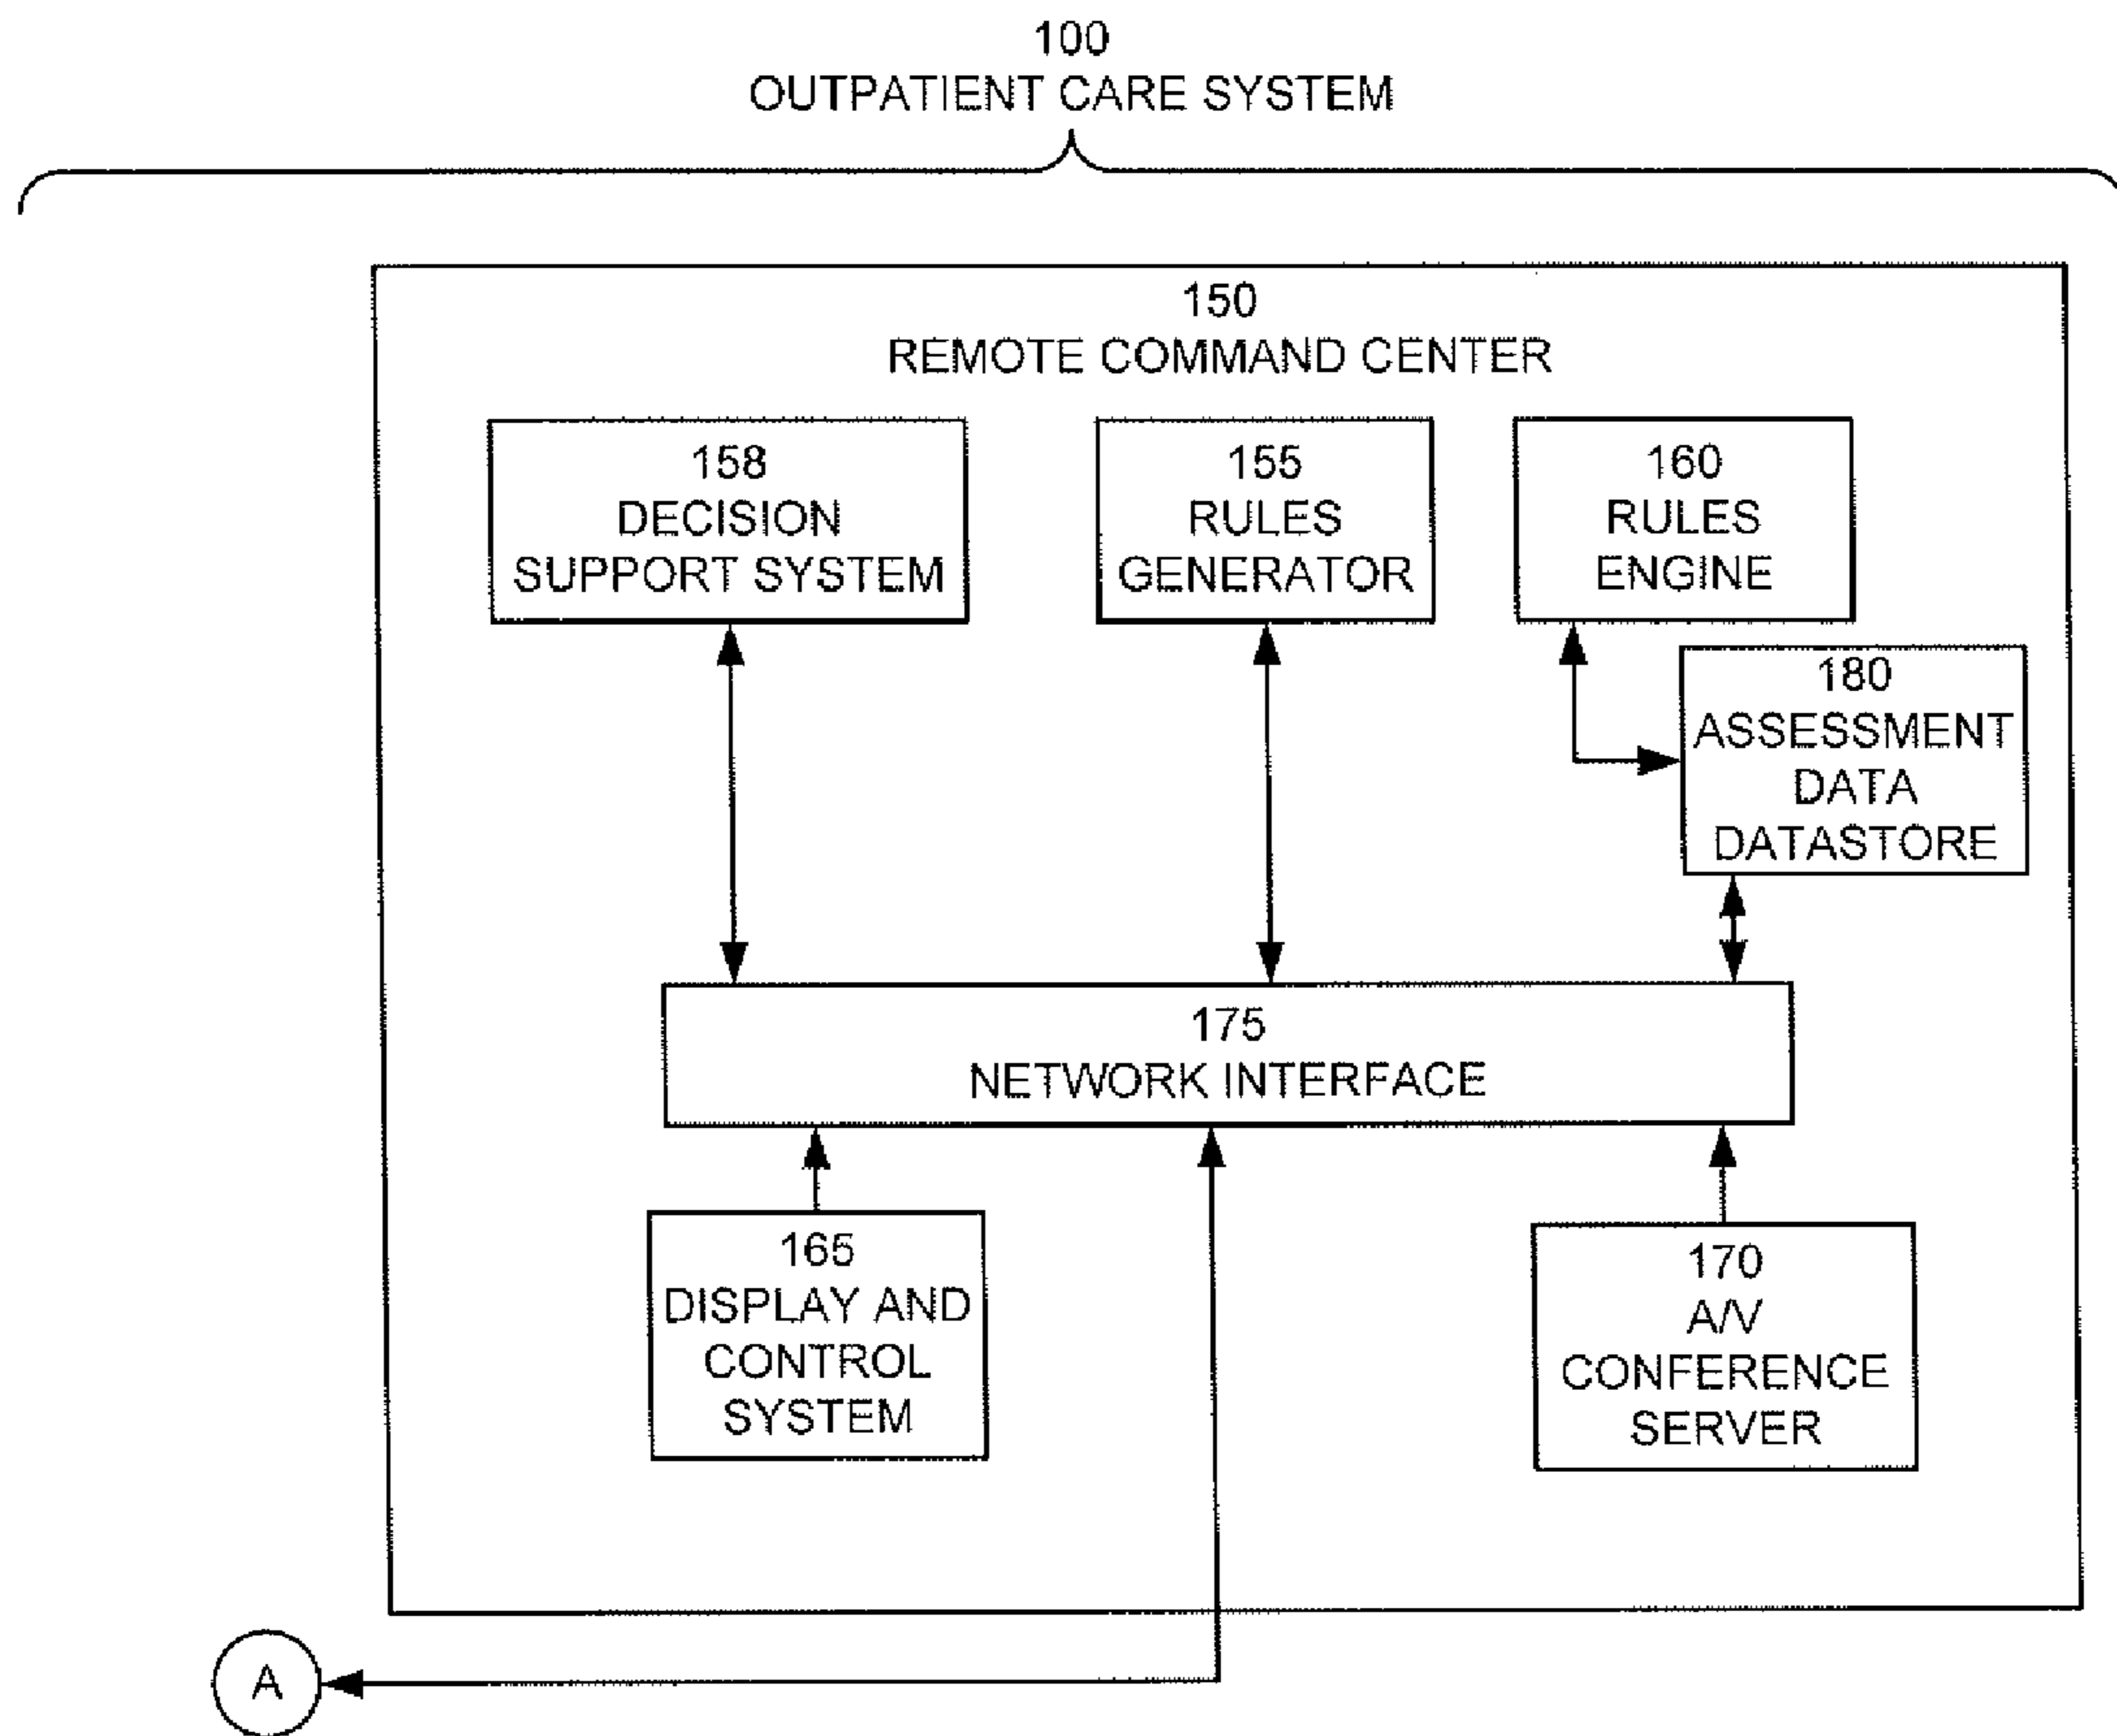 100
OUTPATIENT CARE SYSTEM
150
REMOTE COMMAND CENTER
158
DECISION
SUPPORT SYSTEM
155
RULES
GENERATOR
160
RULES
ENGINE
180
ASSESSMENT
DATA
DATASTORE
175
NETWORK INTERFACE
165
DISPLAY AND
CONTROL
SYSTEM
170
A/V
CONFERENCE
SERVER
A